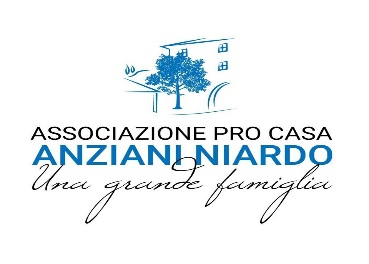 ASSOCIAZIONE PRO CASA
ANZIANI NIARDO
Una grande famiglia